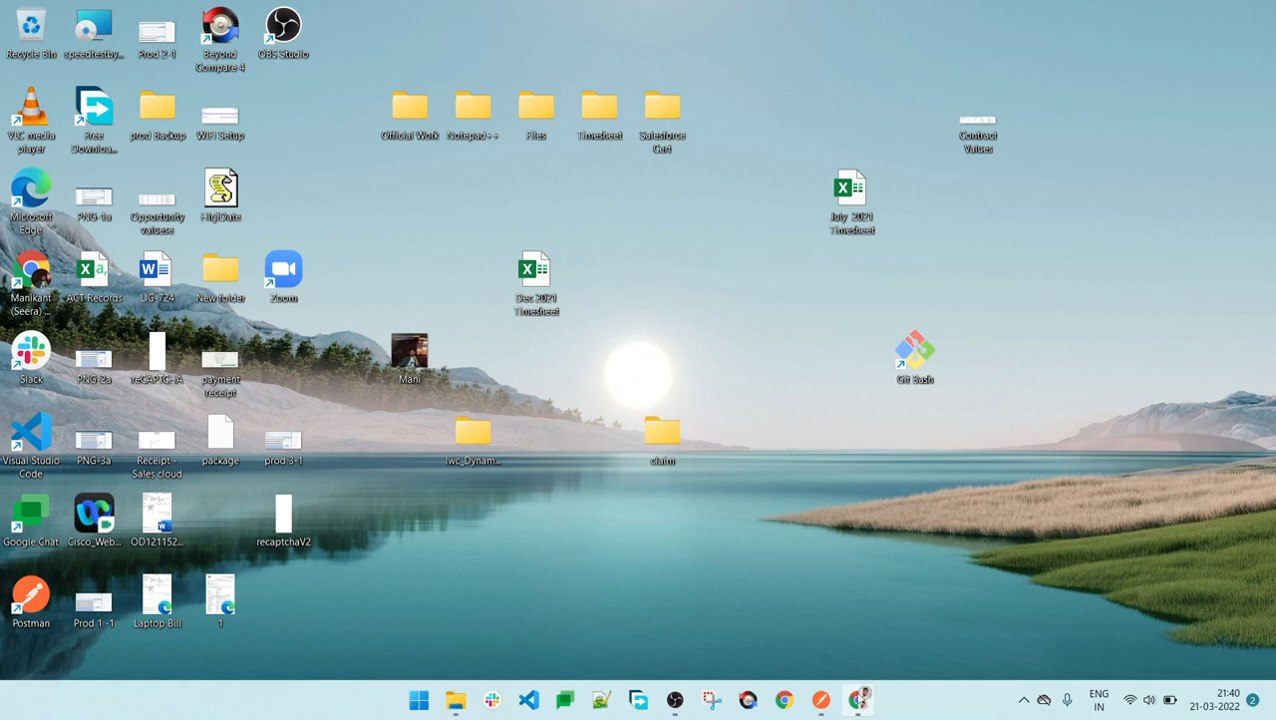 Recycle Bin
speedtestby...
Prod 2-1
Beyond
Compare 4
OBS Studio
VLC media
player
Free
Downloa...
prod Backup
WIFI Setup
Official Work
Notepad++
Files
Timesheet
Salesforce
Cert
Contract
Values
Microsoft
Edge
PNG-1a
Opportunity
valuese
HirjiDate
July 2021
Timesheet
Manikant
(Seera) ...
ACT Records
LIG-724
New folder
Zoom
Dec 2021
Timesheet
Slack
PNG-2a
payment
receipt
Mani
Git Bash
Visual Studio
Code
PNG-3a
Receipt -
Sales cloud
package
prod 3-1
lwc_Dynam...
claim
Google Chat
Cisco_Web...
OD121152...
recaptchaV2
Postman
Prod 1 -1
Laptop Bill
1
ENG
IN
21:40
21-03-2022
2